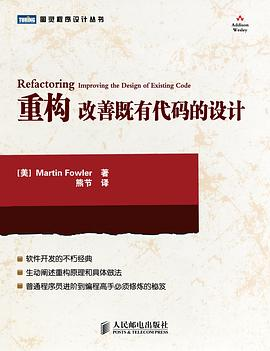 TURING 图灵程序设计丛书
Addison
Wesley
Refactoring Improving the Design of Existing Code
重构 改善既有代码的设计
[美] Martin Fowler 著
熊节 译
软件开发的不朽经典
生动阐述重构原理和具体做法
普通程序员进阶到编程高手必须修炼的秘笈
人民邮电出版社
POSTS & TELECOM PRESS